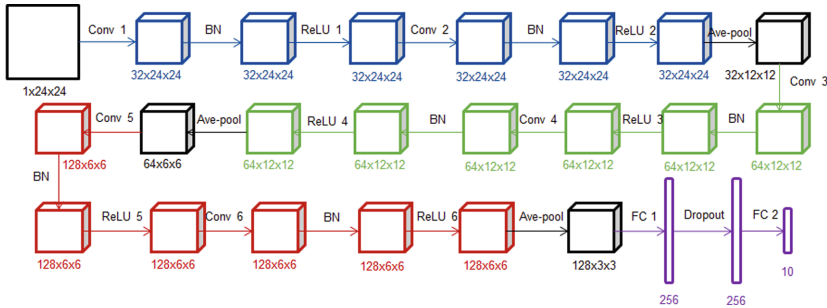 Conv 1 BN ReLU 1 Conv 2 BN ReLU 2 Ave-pool
1x24x24 32x24x24 32x24x24 32x24x24 32x24x24 32x24x24 32x24x24 32x12x12
Conv 3
Conv 5 Ave-pool ReLU 4 BN Conv 4 ReLU 3 BN
128x6x6 64x6x6 64x12x12 64x12x12 64x12x12 64x12x12 64x12x12 64x12x12
BN
ReLU 5 Conv 6 BN ReLU 6 Ave-pool FC 1 Dropout FC 2
128x6x6 128x6x6 128x6x6 128x6x6 128x6x6 128x3x3 10
256 256